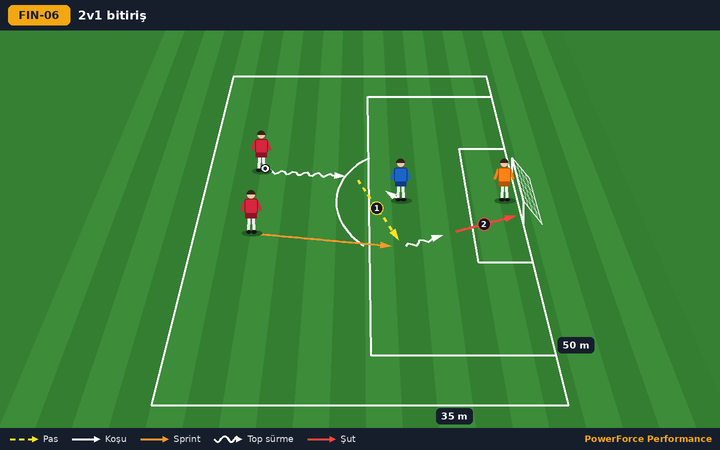 FIN-06 2v1 bitiriş
1
2
50 m
35 m
Pas Koşu Sprint Top sürme Şut PowerForce Performance